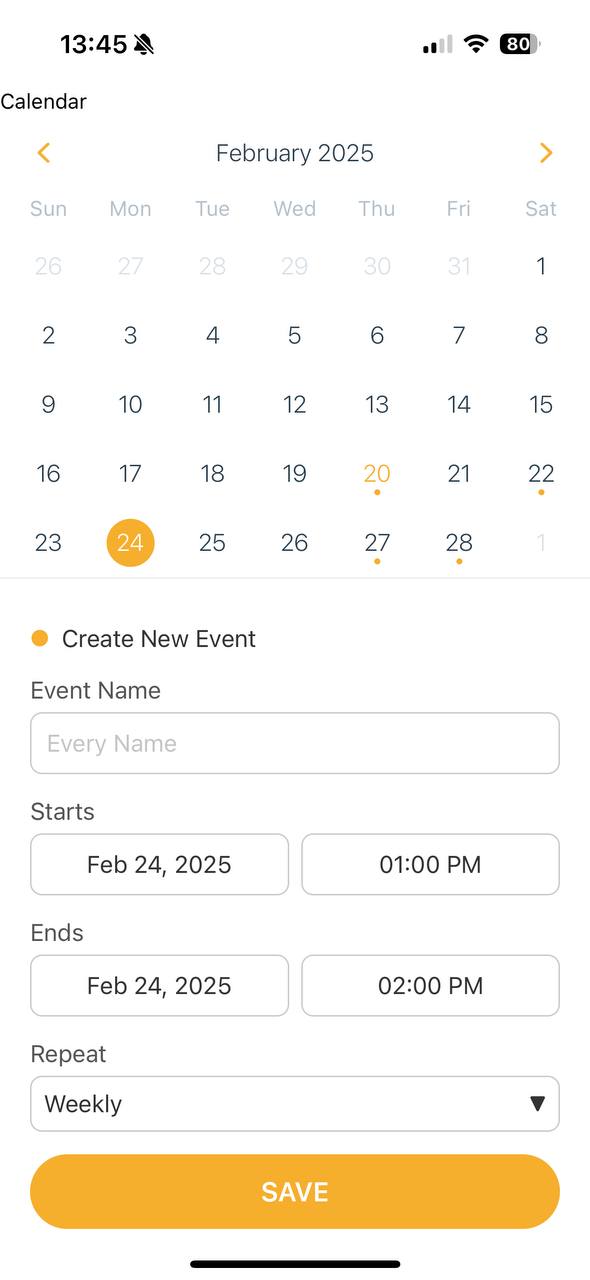 13:45 80
Calendar
February 2025
Sun Mon Tue Wed Thu Fri Sat
26 27 28 29 30 31 1
2 3 4 5 6 7 8
9 10 11 12 13 14 15
16 17 18 19 20 21 22
23 24 25 26 27 28 1
Create New Event
Event Name
Every Name
Starts
Feb 24, 2025 01:00 PM
Ends
Feb 24, 2025 02:00 PM
Repeat
Weekly
SAVE